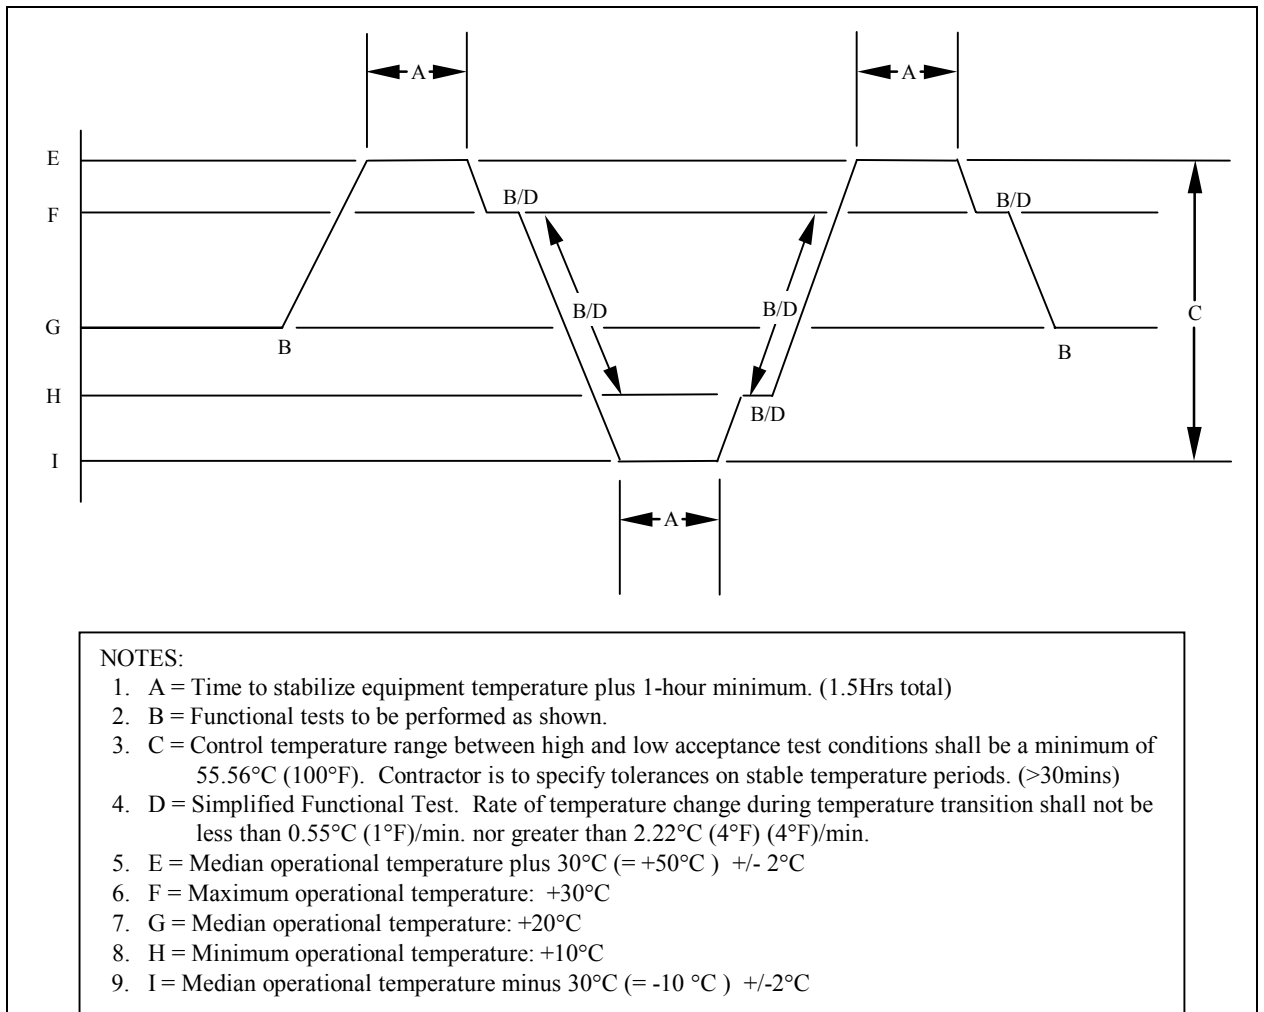 A A
E
F B/D B/D
B/D B/D C
G
B B
H
B/D
I
A
NOTES:
1. A = Time to stabilize equipment temperature plus 1-hour minimum. (1.5Hrs total)
2. B = Functional tests to be performed as shown.
3. C = Control temperature range between high and low acceptance test conditions shall be a minimum of
55.56°C (100°F). Contractor is to specify tolerances on stable temperature periods. (>30mins)
4. D = Simplified Functional Test. Rate of temperature change during temperature transition shall not be
less than 0.55°C (1°F)/min. nor greater than 2.22°C (4°F) (4°F)/min.
5. E = Median operational temperature plus 30°C (= +50°C ) +/- 2°C
6. F = Maximum operational temperature: +30°C
7. G = Median operational temperature: +20°C
8. H = Minimum operational temperature: +10°C
9. I = Median operational temperature minus 30°C (= -10 °C ) +/-2°C